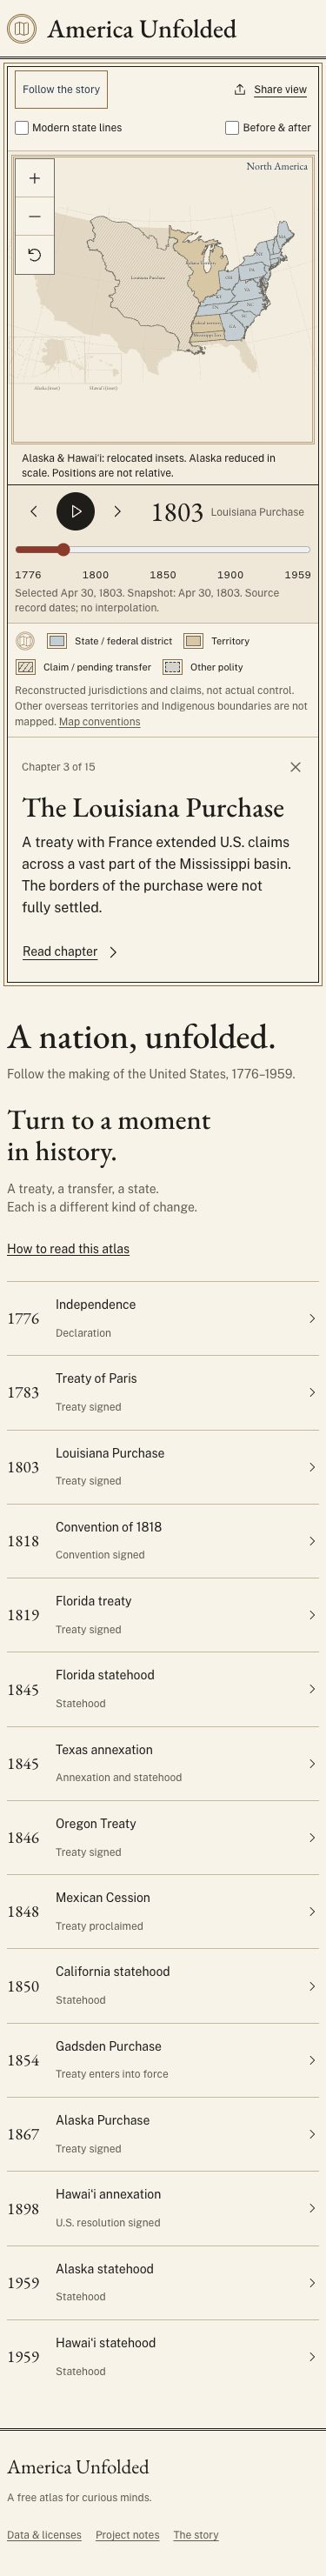 America Unfolded
Follow the story
Share view
Modern state lines
Before & after
North America
Louisiana Purchase
Alaska (inset)
Hawai'i (inset)
Alaska & Hawai'i: relocated insets. Alaska reduced in
scale. Positions are not relative.
1803 Louisiana Purchase
1776 1800 1850 1900 1959
Selected Apr 30, 1803. Snapshot: Apr 30, 1803. Source
record dates; no interpolation.
State / federal district
Territory
Claim / pending transfer
Other polity
Reconstructed jurisdictions and claims, not actual control.
Other overseas territories and Indigenous boundaries are not
mapped. Map conventions
Chapter 3 of 15
The Louisiana Purchase
A treaty with France extended U.S. claims
across a vast part of the Mississippi basin.
The borders of the purchase were not
fully settled.
Read chapter
A nation, unfolded.
Follow the making of the United States, 1776–1959.
Turn to a moment
in history.
A treaty, a transfer, a state.
Each is a different kind of change.
How to read this atlas
1776
Independence
Declaration
1783
Treaty of Paris
Treaty signed
1803
Louisiana Purchase
Treaty signed
1818
Convention of 1818
Convention signed
1819
Florida treaty
Treaty signed
1845
Florida statehood
Statehood
1845
Texas annexation
Annexation and statehood
1846
Oregon Treaty
Treaty signed
1848
Mexican Cession
Treaty proclaimed
1850
California statehood
Statehood
1854
Gadsden Purchase
Treaty enters into force
1867
Alaska Purchase
Treaty signed
1898
Hawai'i annexation
U.S. resolution signed
1959
Alaska statehood
Statehood
1959
Hawai'i statehood
Statehood
America Unfolded
A free atlas for curious minds.
Data & licenses
Project notes
The story